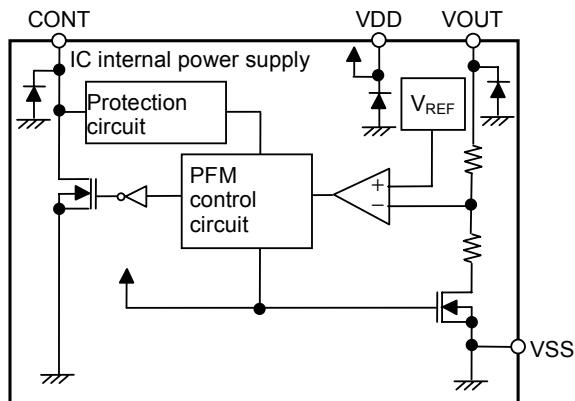 CONT
VDD
VOUT
IC internal power supply
Protection
circuit
VREF
PFM
control
circuit
+
−
VSS